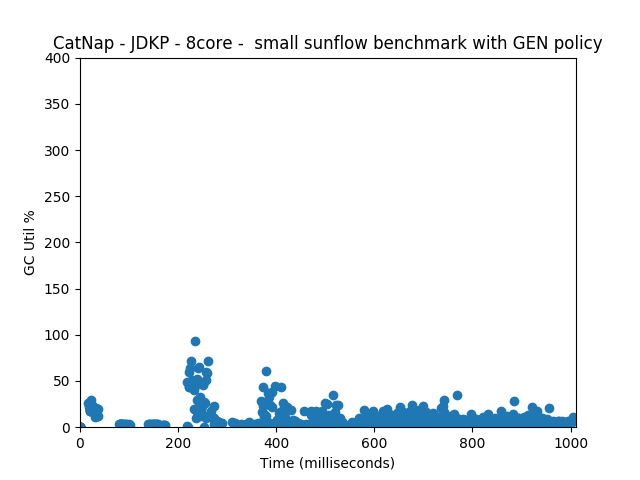 CatNap - JDKP - 8core -  small sunflow benchmark with GEN policy
400
350
300
250
200
150
100
50
0
GC Util %
0 200 400 600 800 1000
Time (milliseconds)